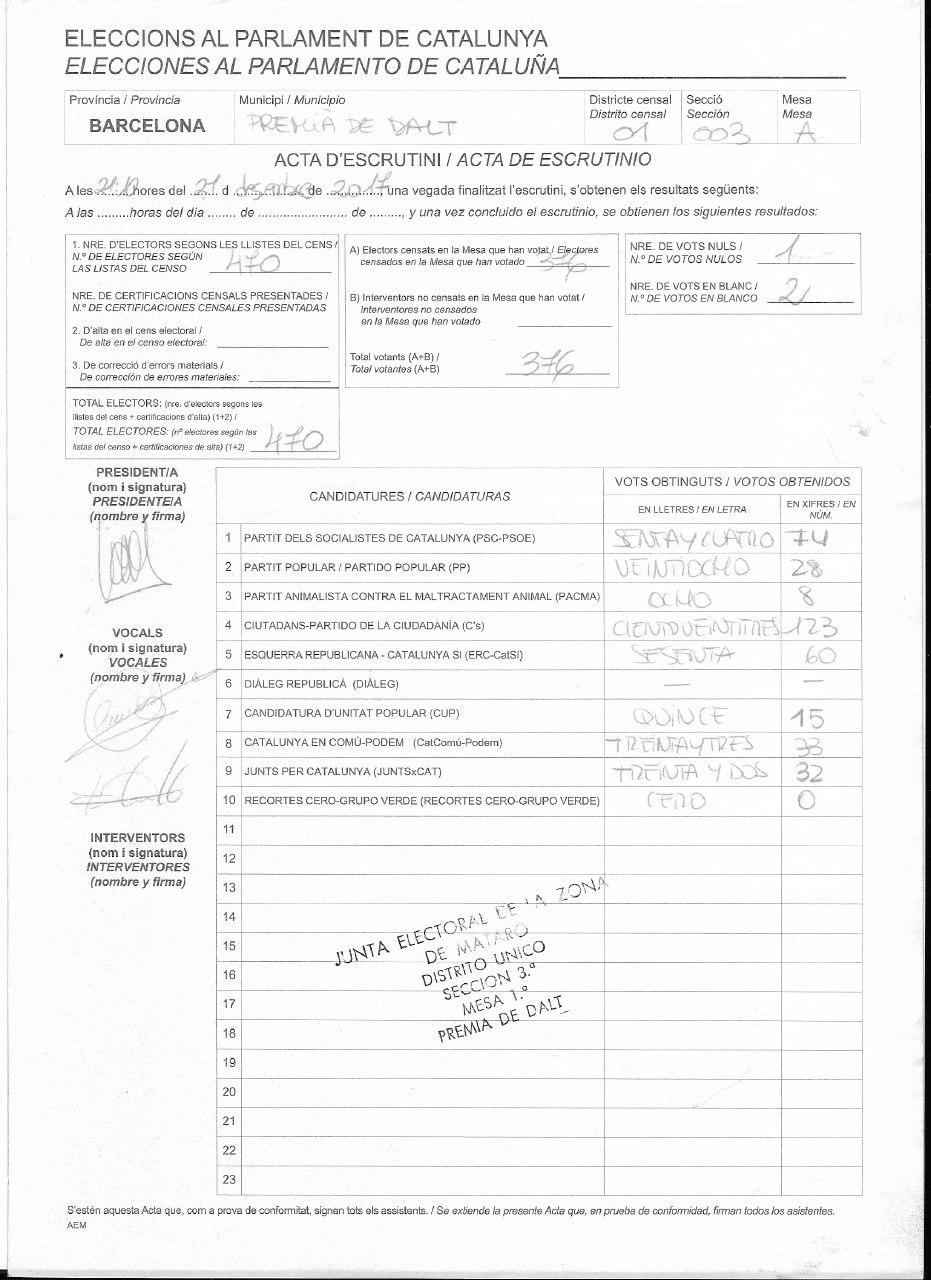 ELECCIONS AL PARLAMENT DE CATALUNYA
ELECCIONES AL PARLAMENTO DE CATALUÑA
Província / Provincia
BARCELONA
Municipi / Municipio
PREMIÀ DE DALT
Districte censal
Distrito censal
01
Secció
Sección
003
Mesa
Mesa
A
ACTA D'ESCRUTINI / ACTA DE ESCRUTINIO
A les ........ hores del 21 d desembre de 2017, una vegada finalitzat l'escrutini, s'obtenen els resultats següents:
A las .........horas del día ........ de ......................... de ........., y una vez concluido el escrutinio, se obtienen los siguientes resultados:
1. NRE. D'ELECTORS SEGONS LES LLISTES DEL CENS /
N.º DE ELECTORES SEGÚN
LAS LISTAS DEL CENSO 470
NRE. DE CERTIFICACIONS CENSALS PRESENTADES /
N.º DE CERTIFICACIONES CENSALES PRESENTADAS
2. D'alta en el cens electoral /
De alta en el censo electoral:
3. De correcció d'errors materials /
De corrección de errores materiales:
TOTAL ELECTORS: (nre. d'electors segons les
llistes del cens + certificacions d'alta) (1+2) /
TOTAL ELECTORES: (nº electores según las
listas del censo + certificaciones de alta) (1+2) 470
A) Electors censats en la Mesa que han votat / Electores
censados en la Mesa que han votado 376
B) Interventors no censats en la Mesa que han votat /
Interventores no censados
en la Mesa que han votado
Total votants (A+B) /
Total votantes (A+B) 376
NRE. DE VOTS NULS /
N.º DE VOTOS NULOS 1
NRE. DE VOTS EN BLANC /
N.º DE VOTOS EN BLANCO 2
PRESIDENT/A
(nom i signatura)
PRESIDENTE/A
(nombre y firma)
VOCALS
(nom i signatura)
VOCALES
(nombre y firma)
INTERVENTORS
(nom i signatura)
INTERVENTORES
(nombre y firma)
CANDIDATURES / CANDIDATURAS
VOTS OBTINGUTS / VOTOS OBTENIDOS
EN LLETRES / EN LETRA
EN XIFRES / EN
NÚM.
1 PARTIT DELS SOCIALISTES DE CATALUNYA (PSC-PSOE) SENTAYCUATRO 74
2 PARTIT POPULAR / PARTIDO POPULAR (PP) VEINTIOCHO 28
3 PARTIT ANIMALISTA CONTRA EL MALTRACTAMENT ANIMAL (PACMA) OCHO 8
4 CIUTADANS-PARTIDO DE LA CIUDADANÍA (C's) CIENTOVEINTITRES 123
5 ESQUERRA REPUBLICANA - CATALUNYA SI (ERC-CatSí) SESENTA 60
6 DIÀLEG REPUBLICÀ (DIÀLEG) — —
7 CANDIDATURA D'UNITAT POPULAR (CUP) QUINCE 15
8 CATALUNYA EN COMÚ-PODEM (CatComú-Podem) TREINTAYTRES 33
9 JUNTS PER CATALUNYA (JUNTSxCAT) TREINTA Y DOS 32
10 RECORTES CERO-GRUPO VERDE (RECORTES CERO-GRUPO VERDE) CERO 0
11
12
13
14
15
16
17
18
19
20
21
22
23
JUNTA ELECTORAL DE LA ZONA
DE MATARO
DISTRITO UNICO
SECCION 3.ª
MESA 1.ª
PREMIA DE DALT
S'estén aquesta Acta que, com a prova de conformitat, signen tots els assistents. / Se extiende la presente Acta que, en prueba de conformidad, firman todos los asistentes.
AEM